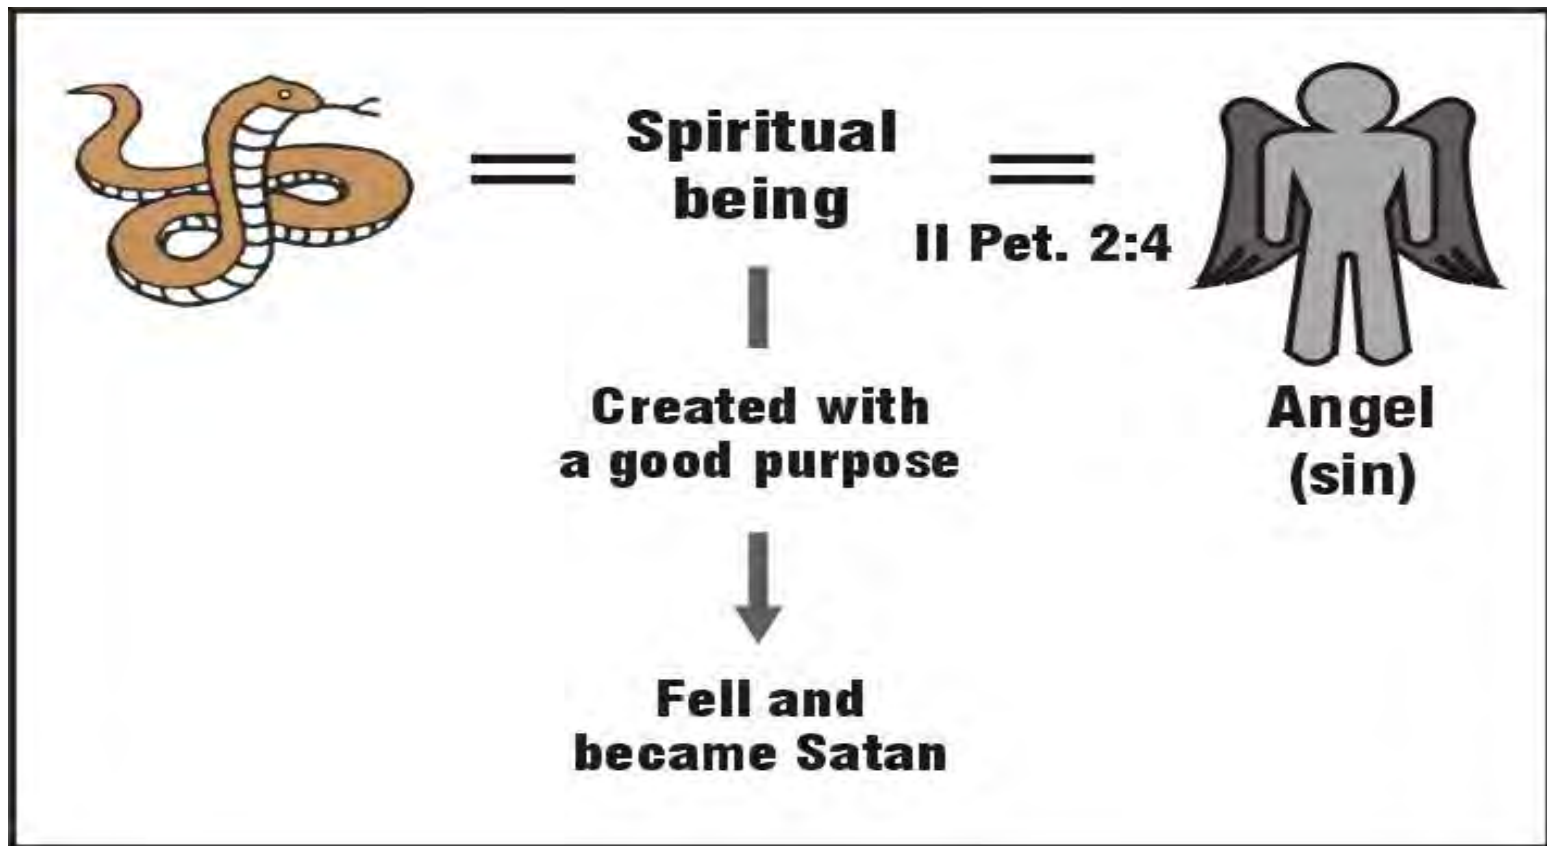 Spiritual
being
II Pet. 2:4
Created with
a good purpose
Angel
(sin)
Fell and
became Satan